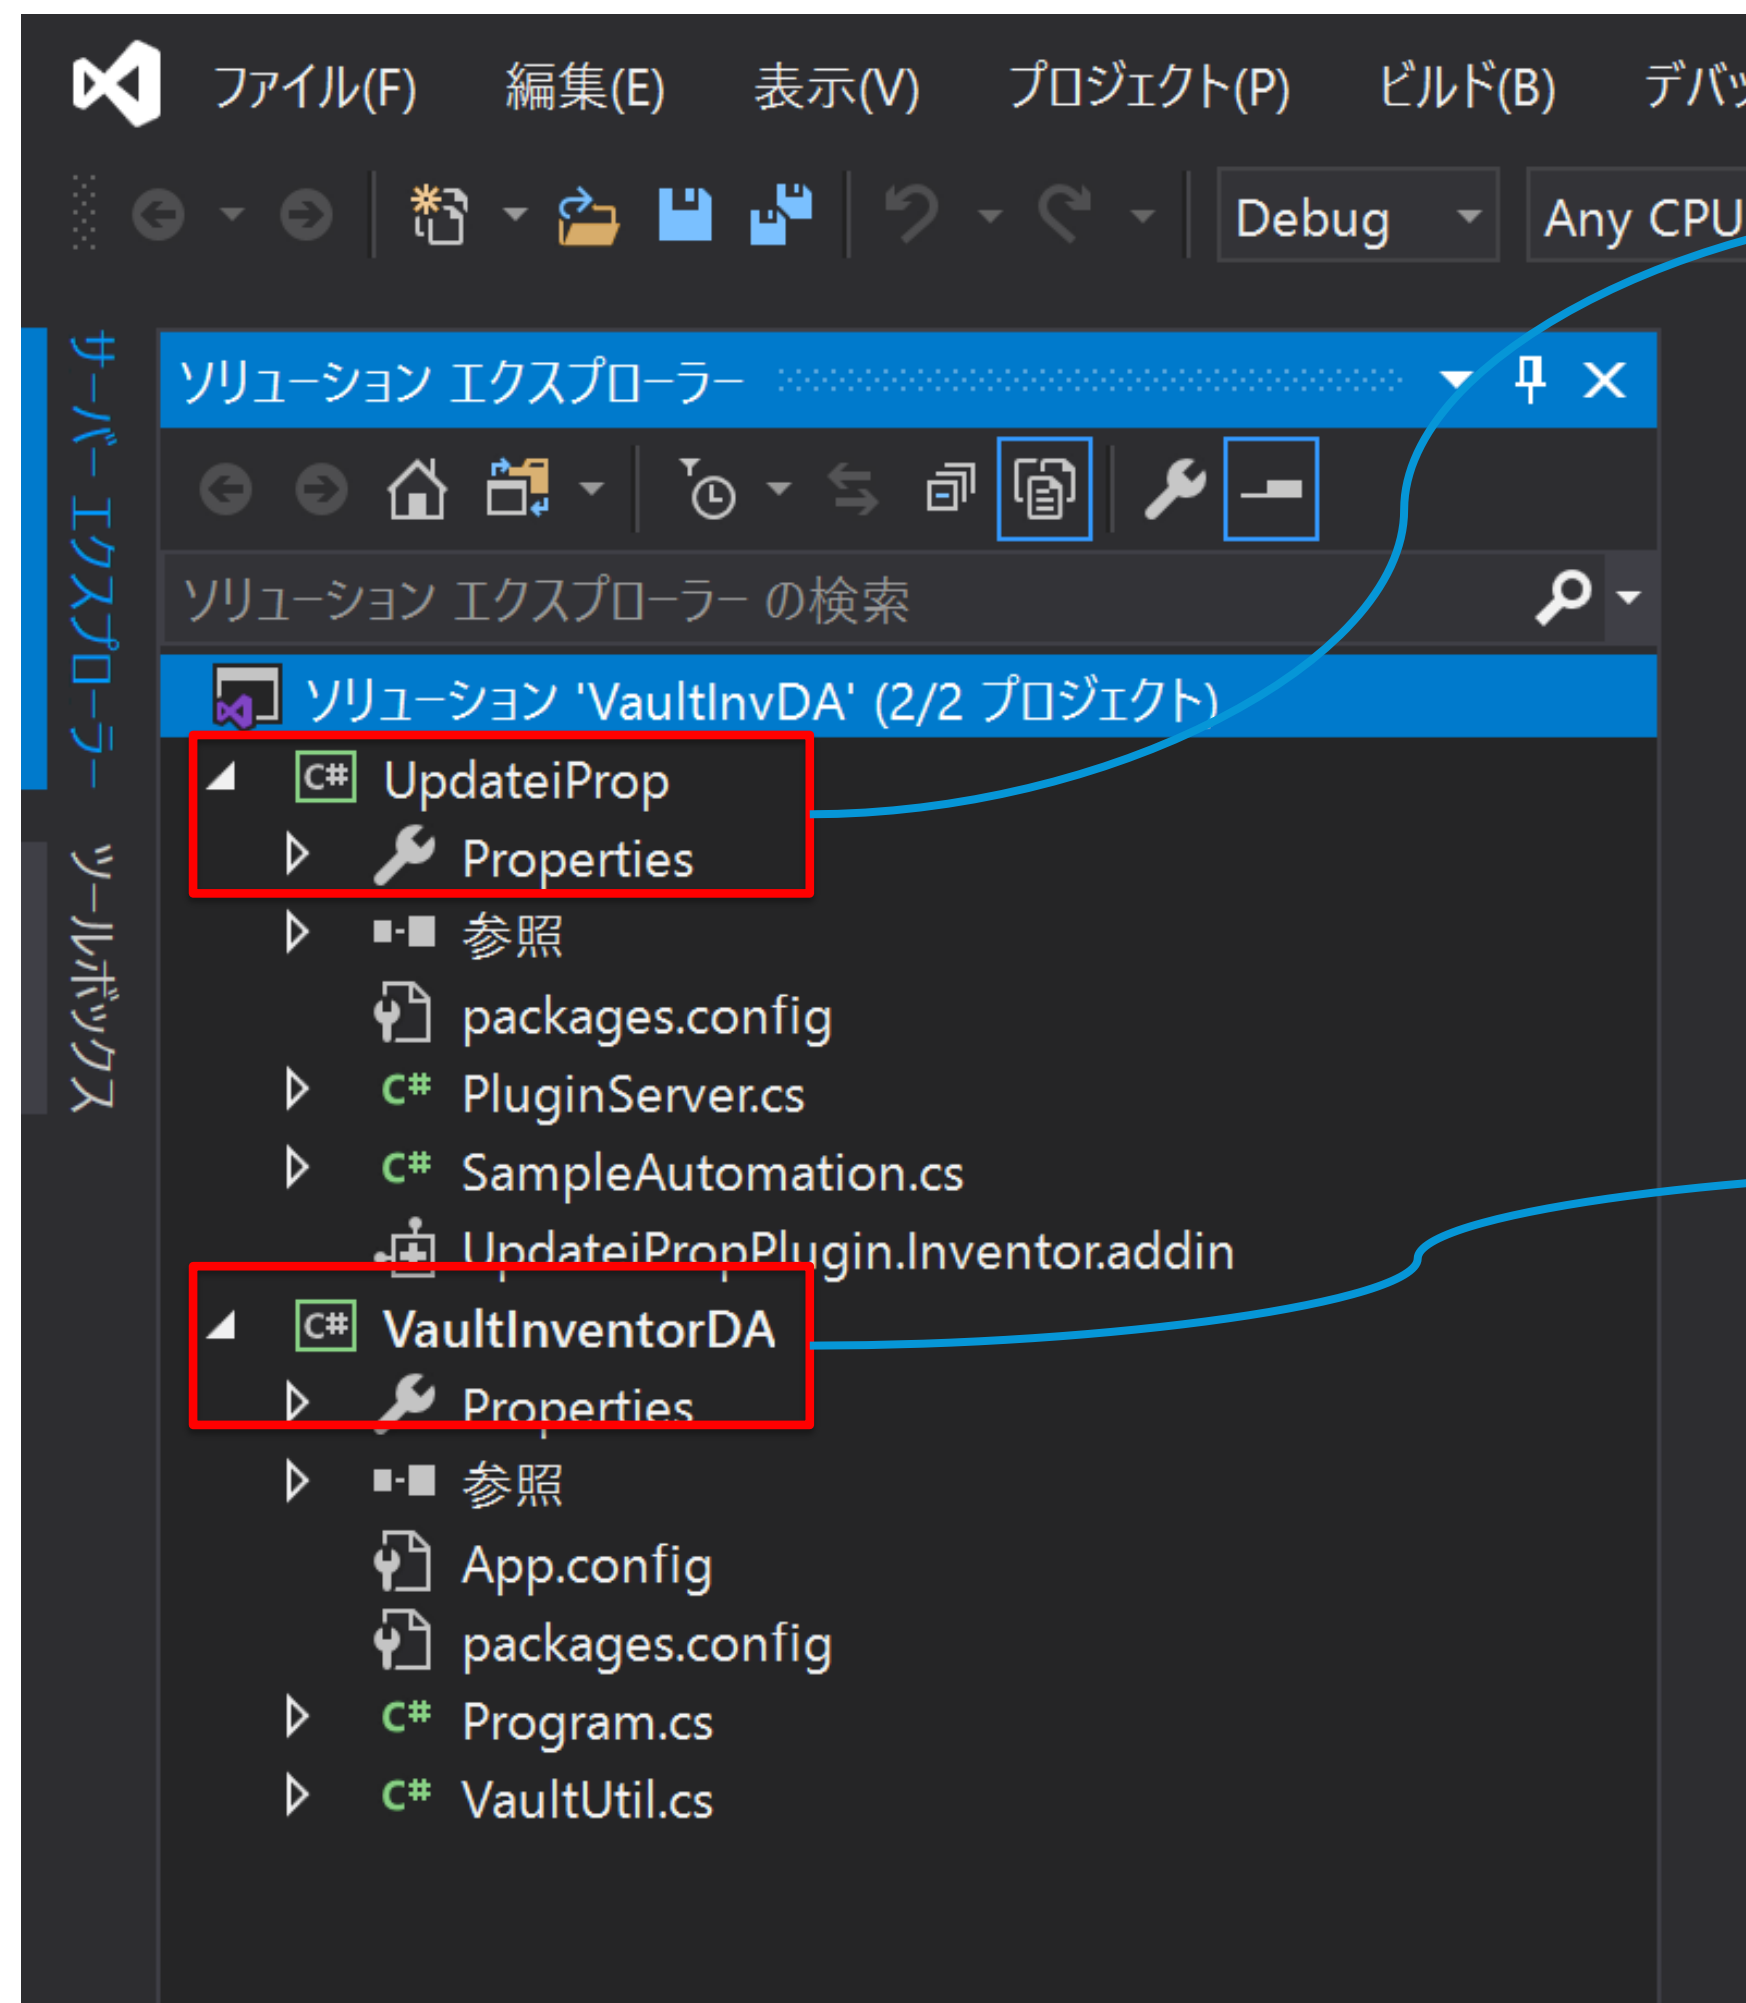 ファイル(F) 編集(E) 表示(V) プロジェクト(P) ビルド(B) デバッ
Debug Any CPU
サーバー エクスプローラー
ツールボックス
ソリューション エクスプローラー
ソリューション エクスプローラー の検索
ソリューション 'VaultInvDA' (2/2 プロジェクト)
C# UpdateiProp
Properties
参照
packages.config
C# PluginServer.cs
C# SampleAutomation.cs
UpdateiPropPlugin.Inventor.addin
C# VaultInventorDA
Properties
参照
App.config
packages.config
C# Program.cs
C# VaultUtil.cs